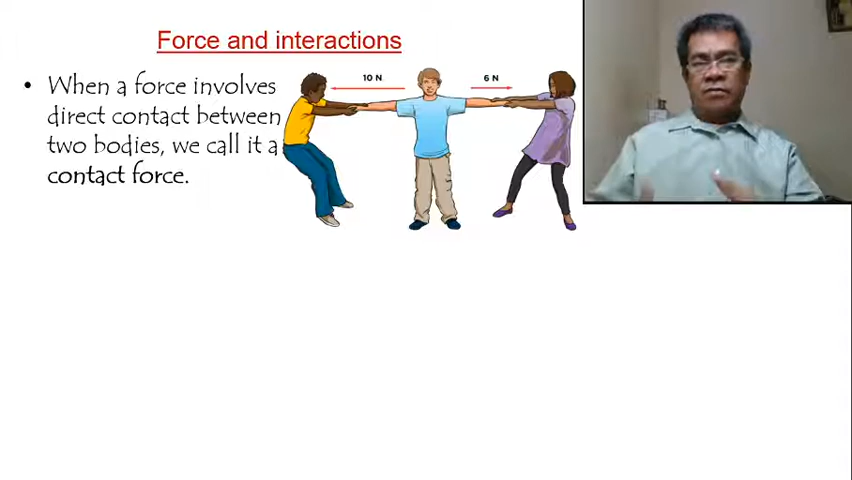 Force and interactions
• When a force involves
direct contact between
two bodies, we call it a
contact force.
10 N
6 N